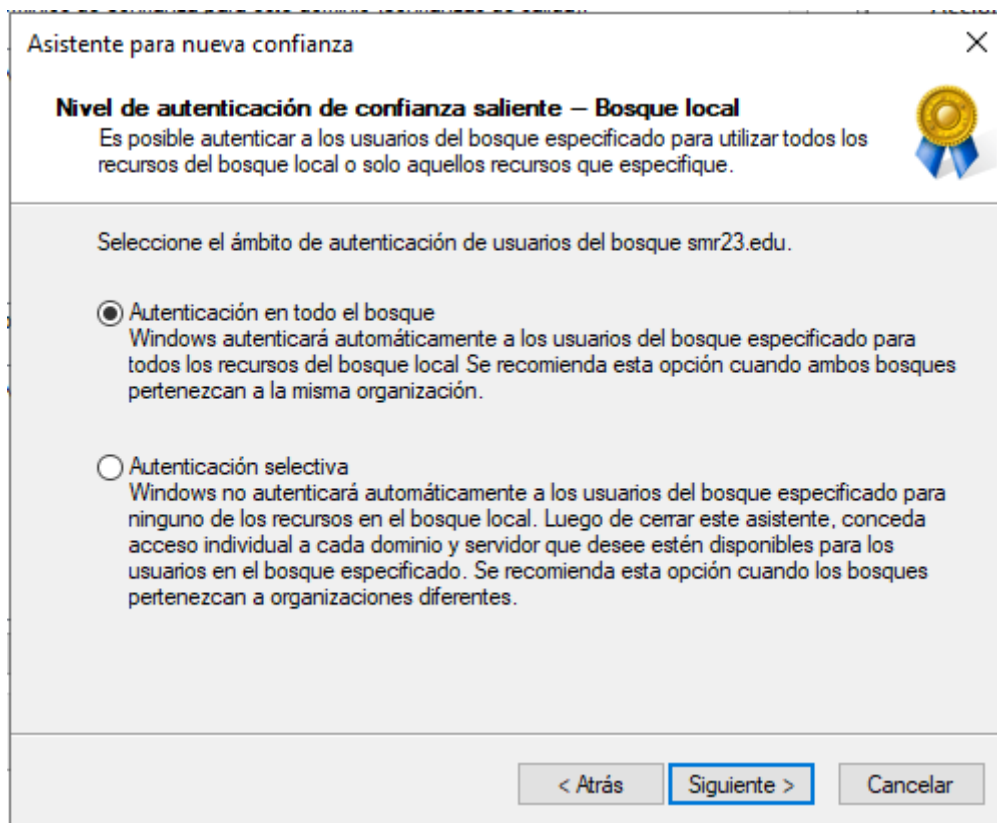 Asistente para nueva confianza
Nivel de autenticación de confianza saliente – Bosque local
Es posible autenticar a los usuarios del bosque especificado para utilizar todos los
recursos del bosque local o solo aquellos recursos que especifique.
Seleccione el ámbito de autenticación de usuarios del bosque smr23.edu.
Autenticación en todo el bosque
Windows autenticará automáticamente a los usuarios del bosque especificado para
todos los recursos del bosque local Se recomienda esta opción cuando ambos bosques
pertenezcan a la misma organización.
Autenticación selectiva
Windows no autenticará automáticamente a los usuarios del bosque especificado para
ninguno de los recursos en el bosque local. Luego de cerrar este asistente, conceda
acceso individual a cada dominio y servidor que desee estén disponibles para los
usuarios en el bosque especificado. Se recomienda esta opción cuando los bosques
pertenezcan a organizaciones diferentes.
< Atrás
Siguiente >
Cancelar